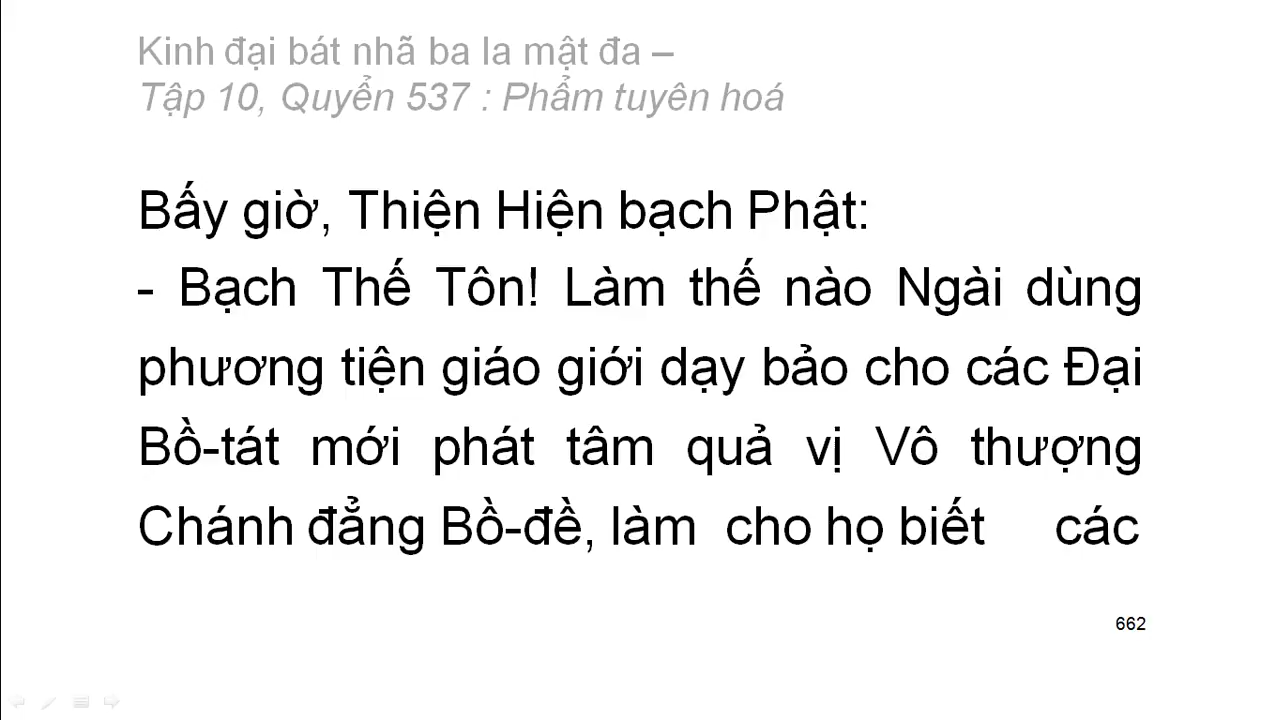 Kinh đại bát nhã ba la mật đa –
Tập 10, Quyển 537 : Phẩm tuyên hoá
Bấy giờ, Thiện Hiện bạch Phật:
- Bạch Thế Tôn! Làm thế nào Ngài dùng
phương tiện giáo giới dạy bảo cho các Đại
Bồ-tát mới phát tâm quả vị Vô thượng
Chánh đẳng Bồ-đề, làm cho họ biết các
662